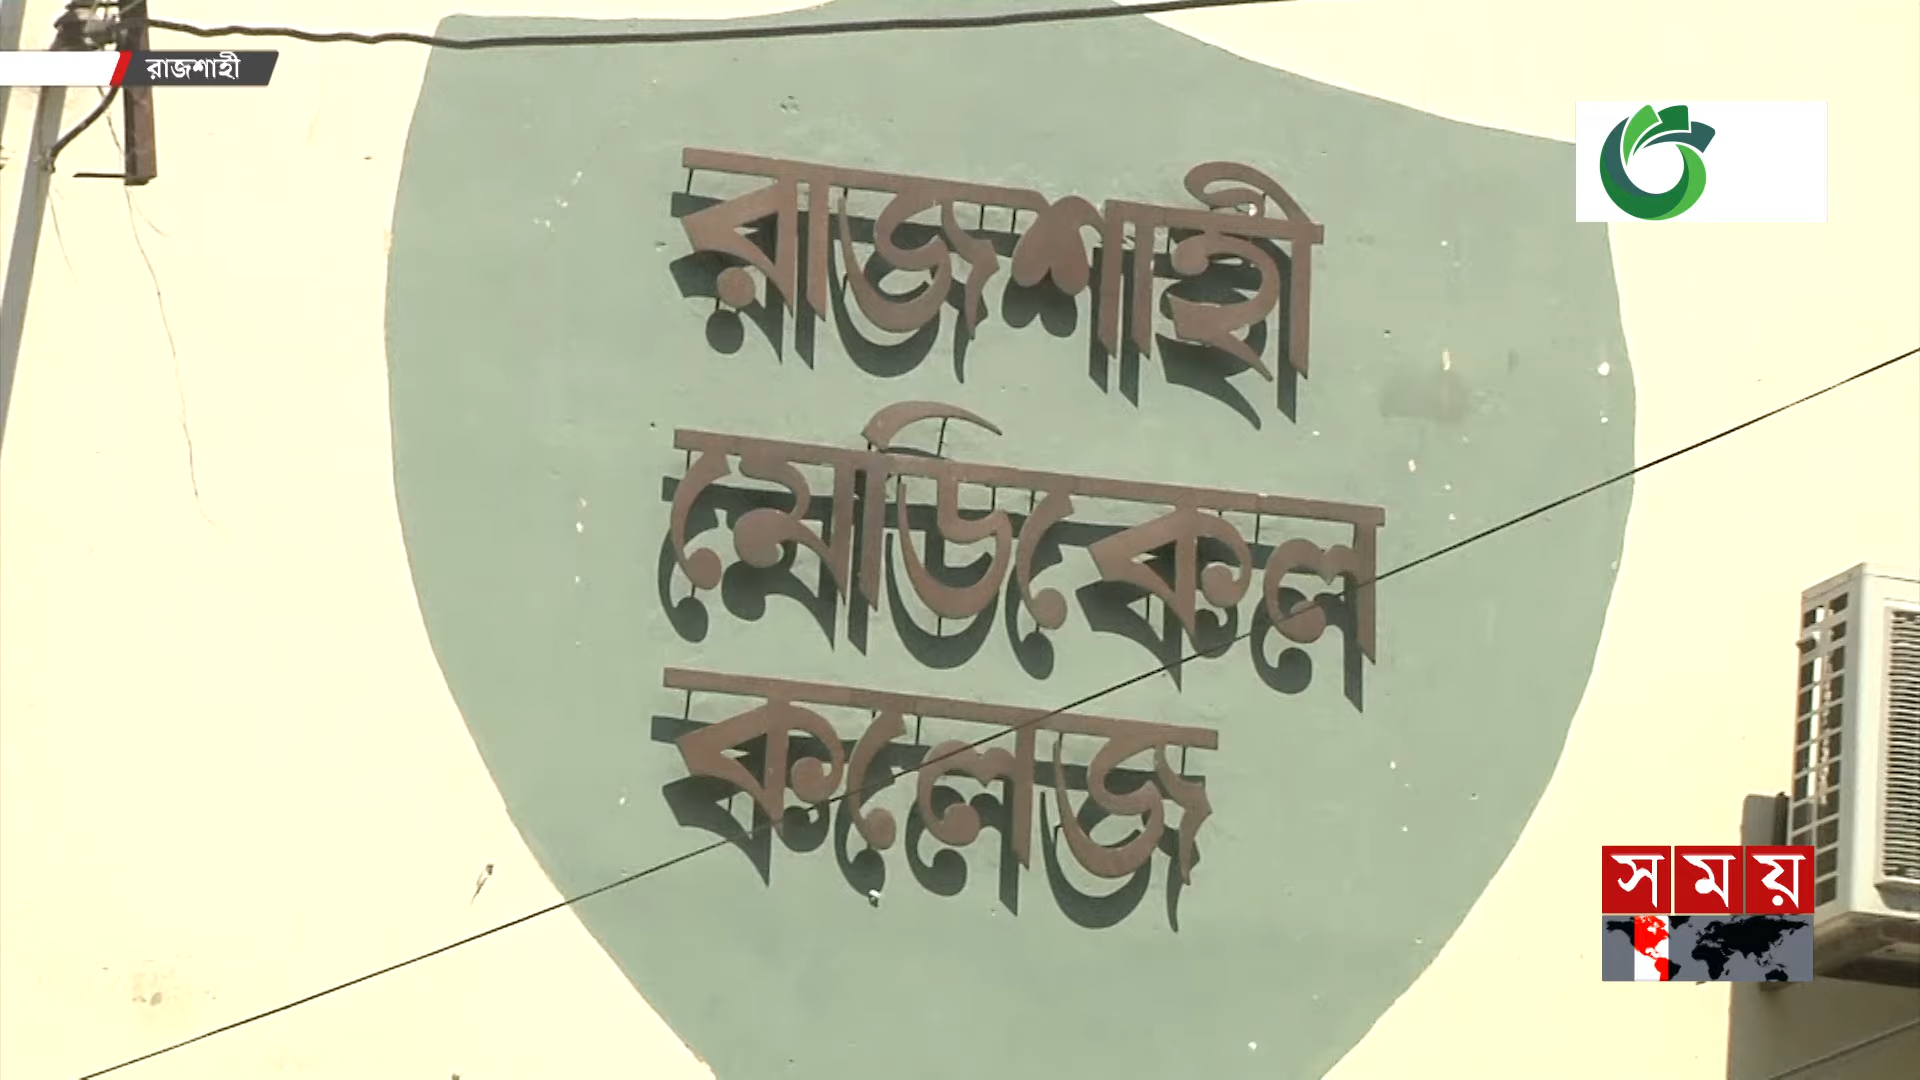 রাজশাহী
রাজশাহী
মেডিকেল
কলেজ
সময়